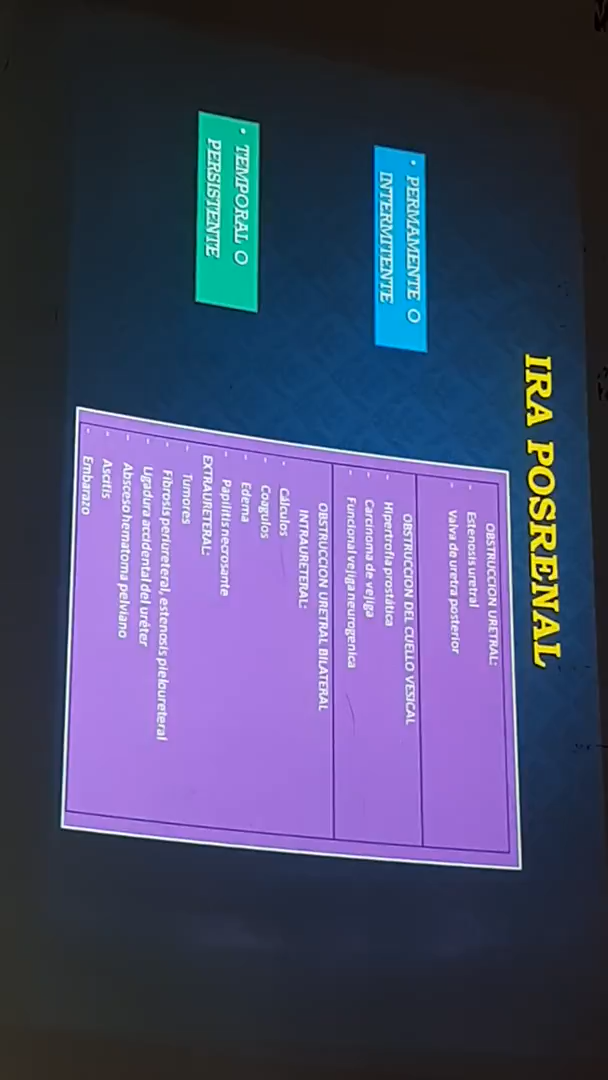 IRA POSRENAL
• PERMAMENTE O
INTERMITENTE
• TEMPORAL O
PERSISTENTE
OBSTRUCCION URETRAL:
- Estenosis uretral
- Valva de uretra posterior
OBSTRUCCION DEL CUELLO VESICAL
- Hipertrofia prostática
- Carcinoma de vejiga
- Funcional vejiga neurogenica
OBSTRUCCION URETRAL BILATERAL
INTRAURETERAL:
- Cálculos
- Coagulos
- Edema
- Papilitis necrosante
EXTRAURETERAL:
- Tumores
- Fibrosis periureteral, estenosis pieloureteral
- Ligadura accidental del uréter
- Absceso hematoma pelviano
- Ascitis
- Embarazo